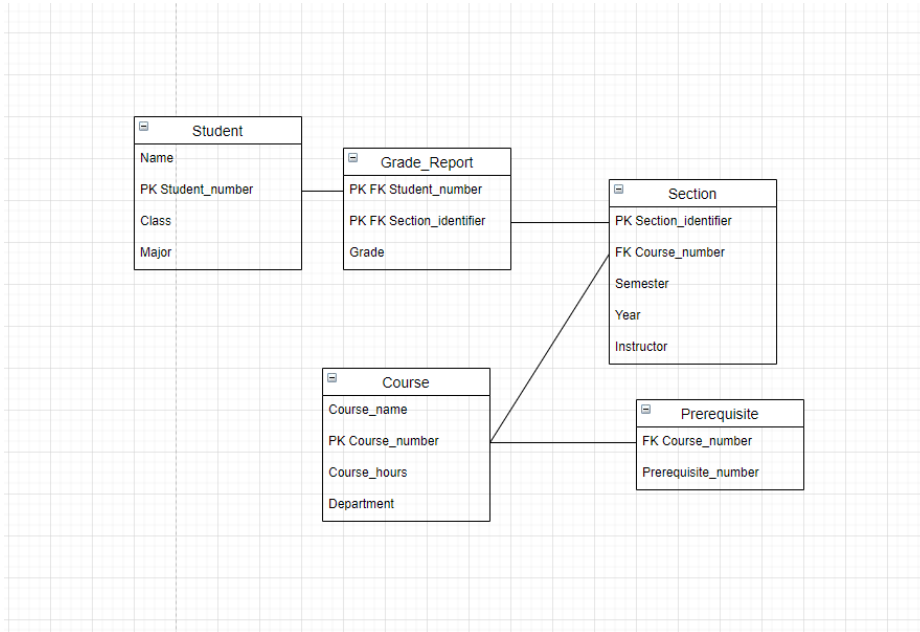 Student
Name
PK Student_number
Class
Major
Grade_Report
PK FK Student_number
PK FK Section_identifier
Grade
Section
PK Section_identifier
FK Course_number
Semester
Year
Instructor
Course
Course_name
PK Course_number
Course_hours
Department
Prerequisite
FK Course_number
Prerequisite_number